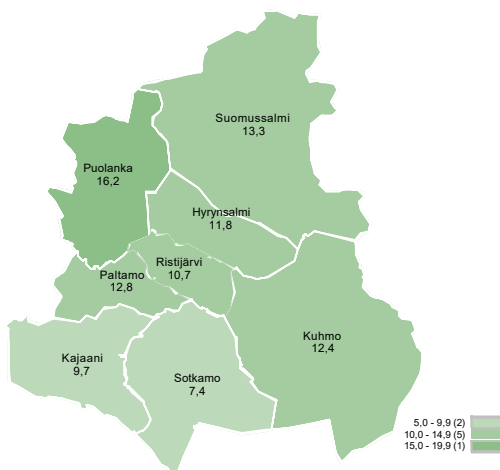 Suomussalmi
13,3
Puolanka
16,2
Hyrynsalmi
11,8
Ristijärvi
10,7
Paltamo
12,8
Kuhmo
12,4
Kajaani
9,7
Sotkamo
7,4
5,0 - 9,9 (2)
10,0 - 14,9 (5)
15,0 - 19,9 (1)